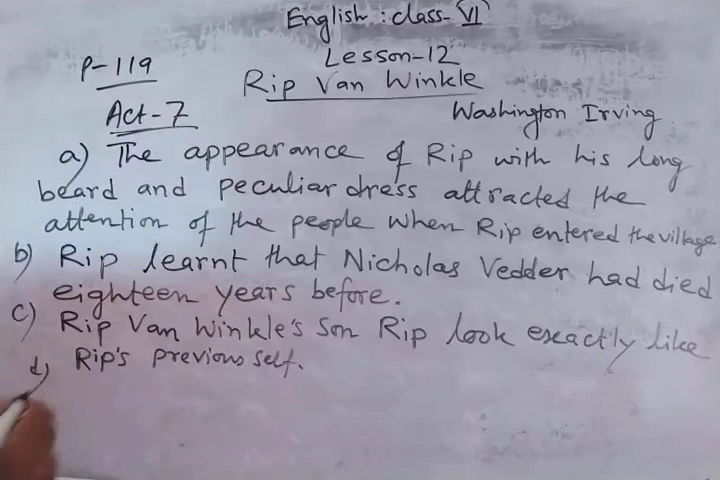 English : class- VI
Lesson-12
P-119
Rip Van Winkle
Act-7
Washington Irving
a) The appearance of Rip with his long
beard and peculiar dress attracted the
attention of the people when Rip entered the village
b) Rip learnt that Nicholas Vedder had died
eighteen years before.
c) Rip Van Winkle's son Rip look exactly like
d) Rip's previous self.